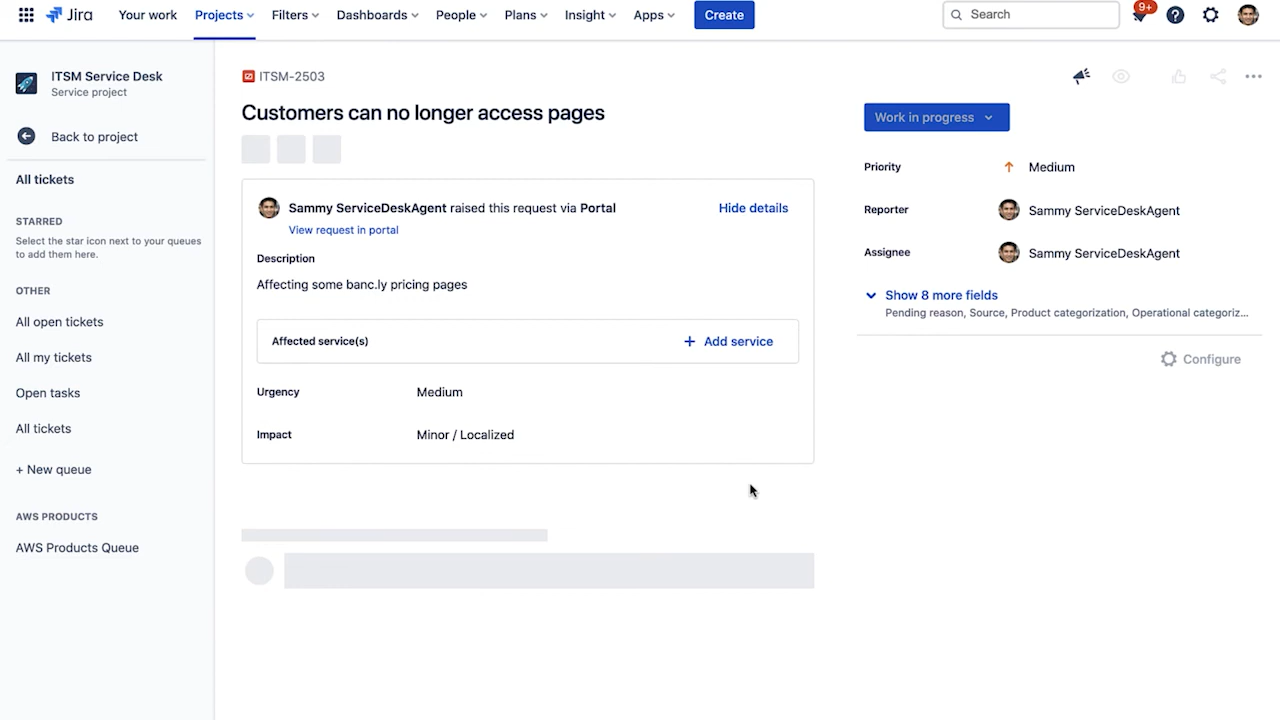 Jira
Your work
Projects
Filters
Dashboards
People
Plans
Insight
Apps
Create
Search
9+
ITSM Service Desk
Service project
Back to project
All tickets
STARRED
Select the star icon next to your queues
to add them here.
OTHER
All open tickets
All my tickets
Open tasks
All tickets
+ New queue
AWS PRODUCTS
AWS Products Queue
ITSM-2503
Customers can no longer access pages
Sammy ServiceDeskAgent raised this request via Portal
Hide details
View request in portal
Description
Affecting some banc.ly pricing pages
Affected service(s)
+ Add service
Urgency
Medium
Impact
Minor / Localized
Work in progress
Priority
Medium
Reporter
Sammy ServiceDeskAgent
Assignee
Sammy ServiceDeskAgent
Show 8 more fields
Pending reason, Source, Product categorization, Operational categoriz...
Configure